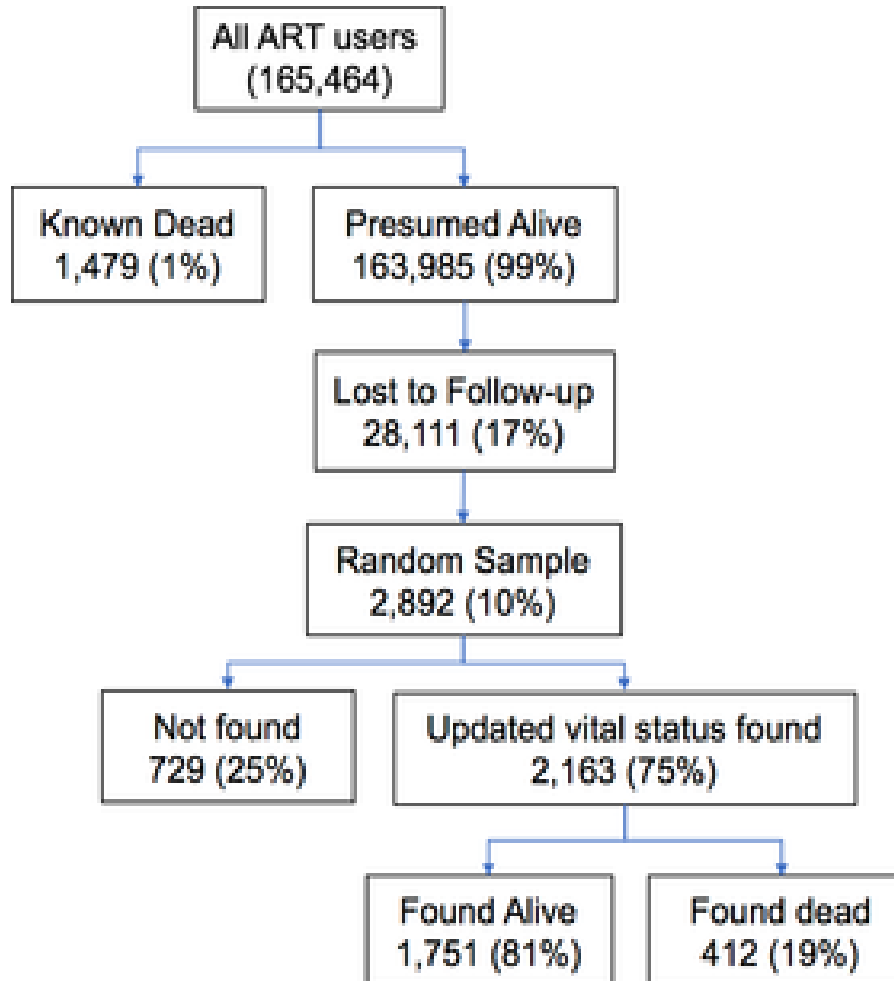 All ART users
(165,464)
Known Dead
1,479 (1%)
Presumed Alive
163,985 (99%)
Lost to Follow-up
28,111 (17%)
Random Sample
2,892 (10%)
Not found
729 (25%)
Updated vital status found
2,163 (75%)
Found Alive
1,751 (81%)
Found dead
412 (19%)